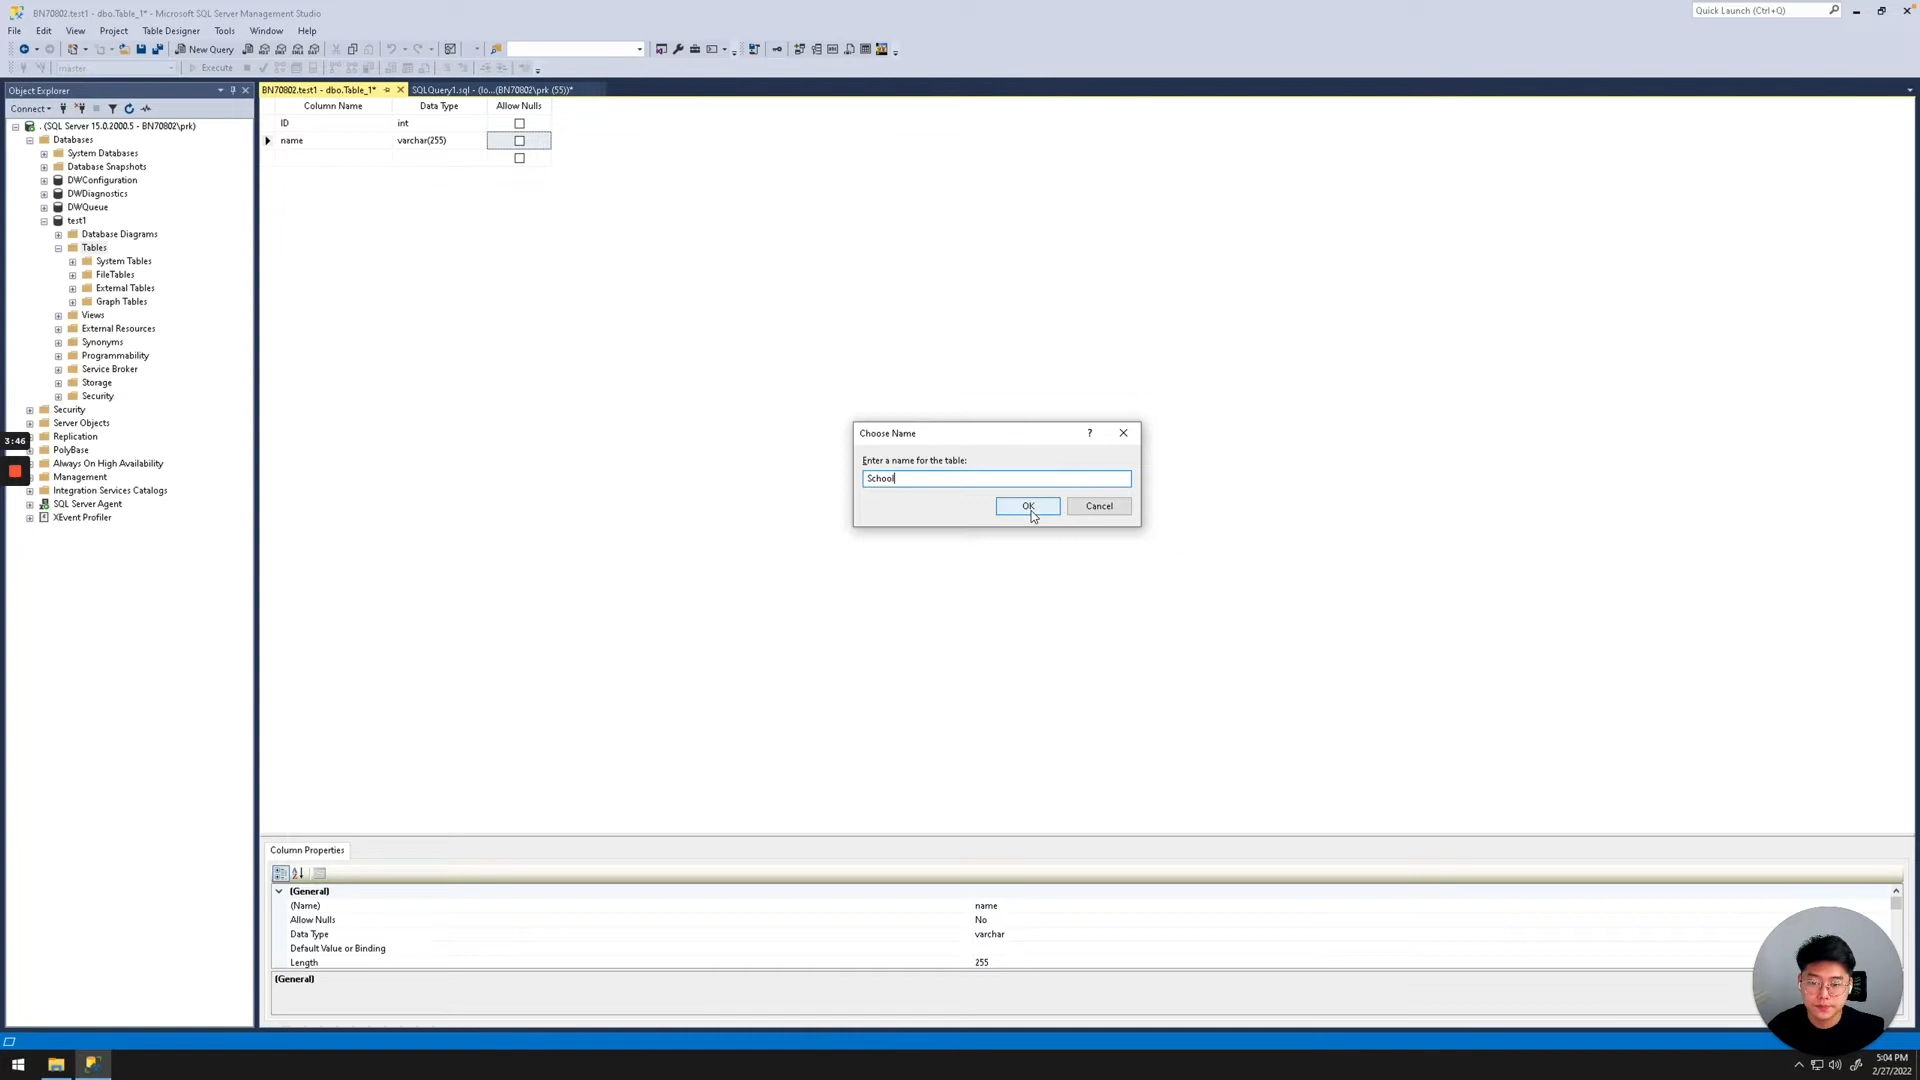 BN70802.test1 - dbo.Table_1* - Microsoft SQL Server Management Studio
Quick Launch (Ctrl+Q)
File Edit View Project Table Designer Tools Window Help
New Query
master Execute
Object Explorer
BN70802.test1 - dbo.Table_1*
SQLQuery1.sql - (lo...(BN70802\prk (55))*
Connect
Column Name Data Type Allow Nulls
ID int
name varchar(255)
. (SQL Server 15.0.2000.5 - BN70802\prk)
Databases
System Databases
Database Snapshots
DWConfiguration
DWDiagnostics
DWQueue
test1
Database Diagrams
Tables
System Tables
FileTables
External Tables
Graph Tables
Views
External Resources
Synonyms
Programmability
Service Broker
Storage
Security
Security
Server Objects
Replication
PolyBase
Always On High Availability
Management
Integration Services Catalogs
SQL Server Agent
XEvent Profiler
3:46
Choose Name
?
Enter a name for the table:
School
OK Cancel
Column Properties
(General)
(Name) name
Allow Nulls No
Data Type varchar
Default Value or Binding
Length 255
(General)
5:04 PM
2/27/2022